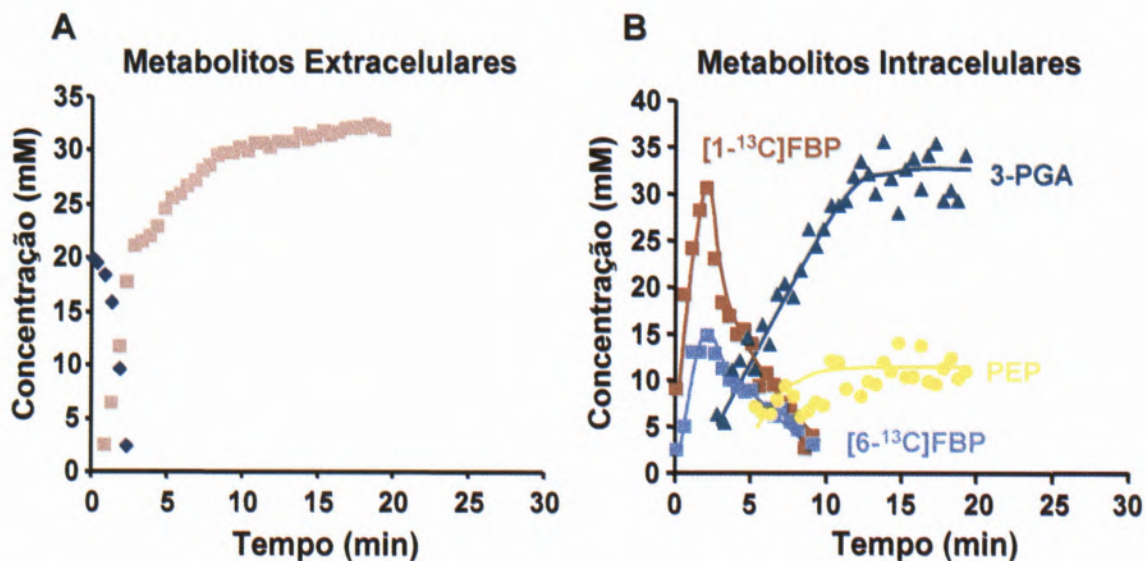 A
Metabolitos Extracelulares
Concentração (mM)
35
30
25
20
15
10
5
0
0 5 10 15 20 25 30
Tempo (min)
B
Metabolitos Intracelulares
Concentração (mM)
40
35
30
25
20
15
10
5
0
[1-¹³C]FBP
3-PGA
PEP
[6-¹³C]FBP
0 5 10 15 20 25 30
Tempo (min)